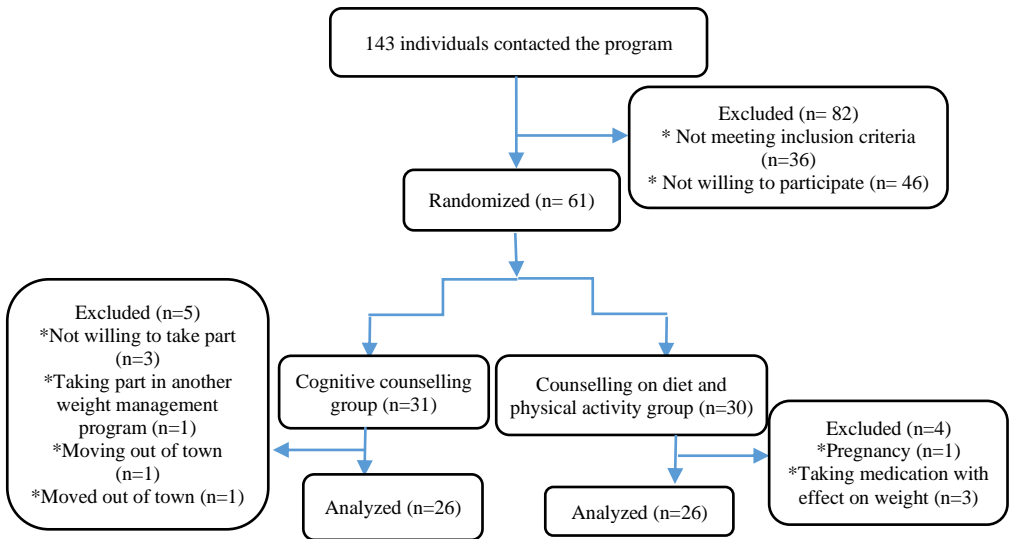 143 individuals contacted the program
Excluded (n= 82)
* Not meeting inclusion criteria
(n=36)
* Not willing to participate (n= 46)
Randomized (n= 61)
Excluded (n=5)
*Not willing to take part
(n=3)
*Taking part in another
weight management
program (n=1)
*Moving out of town
(n=1)
*Moved out of town (n=1)
Cognitive counselling
group (n=31)
Counselling on diet and
physical activity group (n=30)
Excluded (n=4)
*Pregnancy (n=1)
*Taking medication with
effect on weight (n=3)
Analyzed (n=26)
Analyzed (n=26)